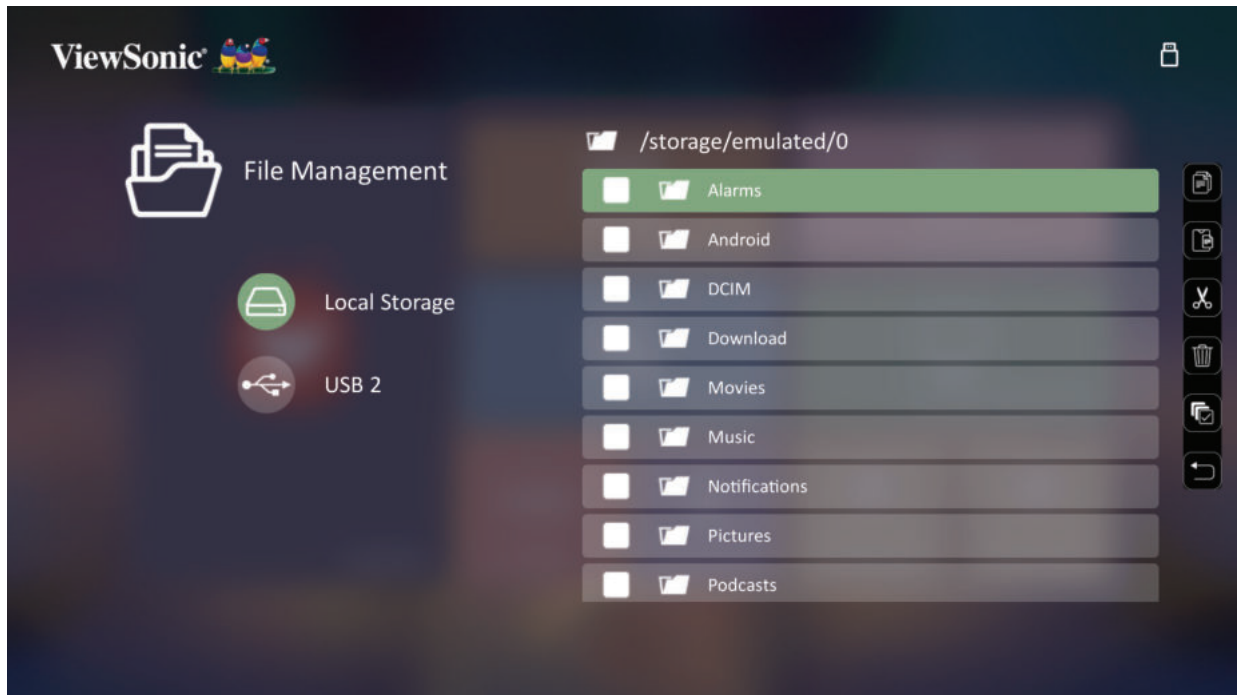 ViewSonic®
File Management
Local Storage
USB 2
/storage/emulated/0
Alarms
Android
DCIM
Download
Movies
Music
Notifications
Pictures
Podcasts